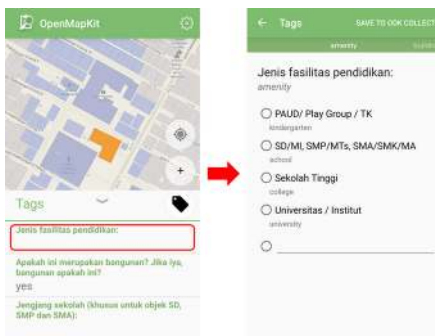 OpenMapKit
Tags
Jenis fasilitas pendidikan:
Apakah ini merupakan bangunan? Jika iya,
bangunan apakah ini?
yes
Jengjang sekolah (khusus untuk objek SD,
SMP dan SMA):
Tags
SAVE TO ODK COLLECT
amenity
Jenis fasilitas pendidikan:
amenity
PAUD/ Play Group / TK
kindergarten
SD/MI, SMP/MTs, SMA/SMK/MA
school
Sekolah Tinggi
college
Universitas / Institut
university